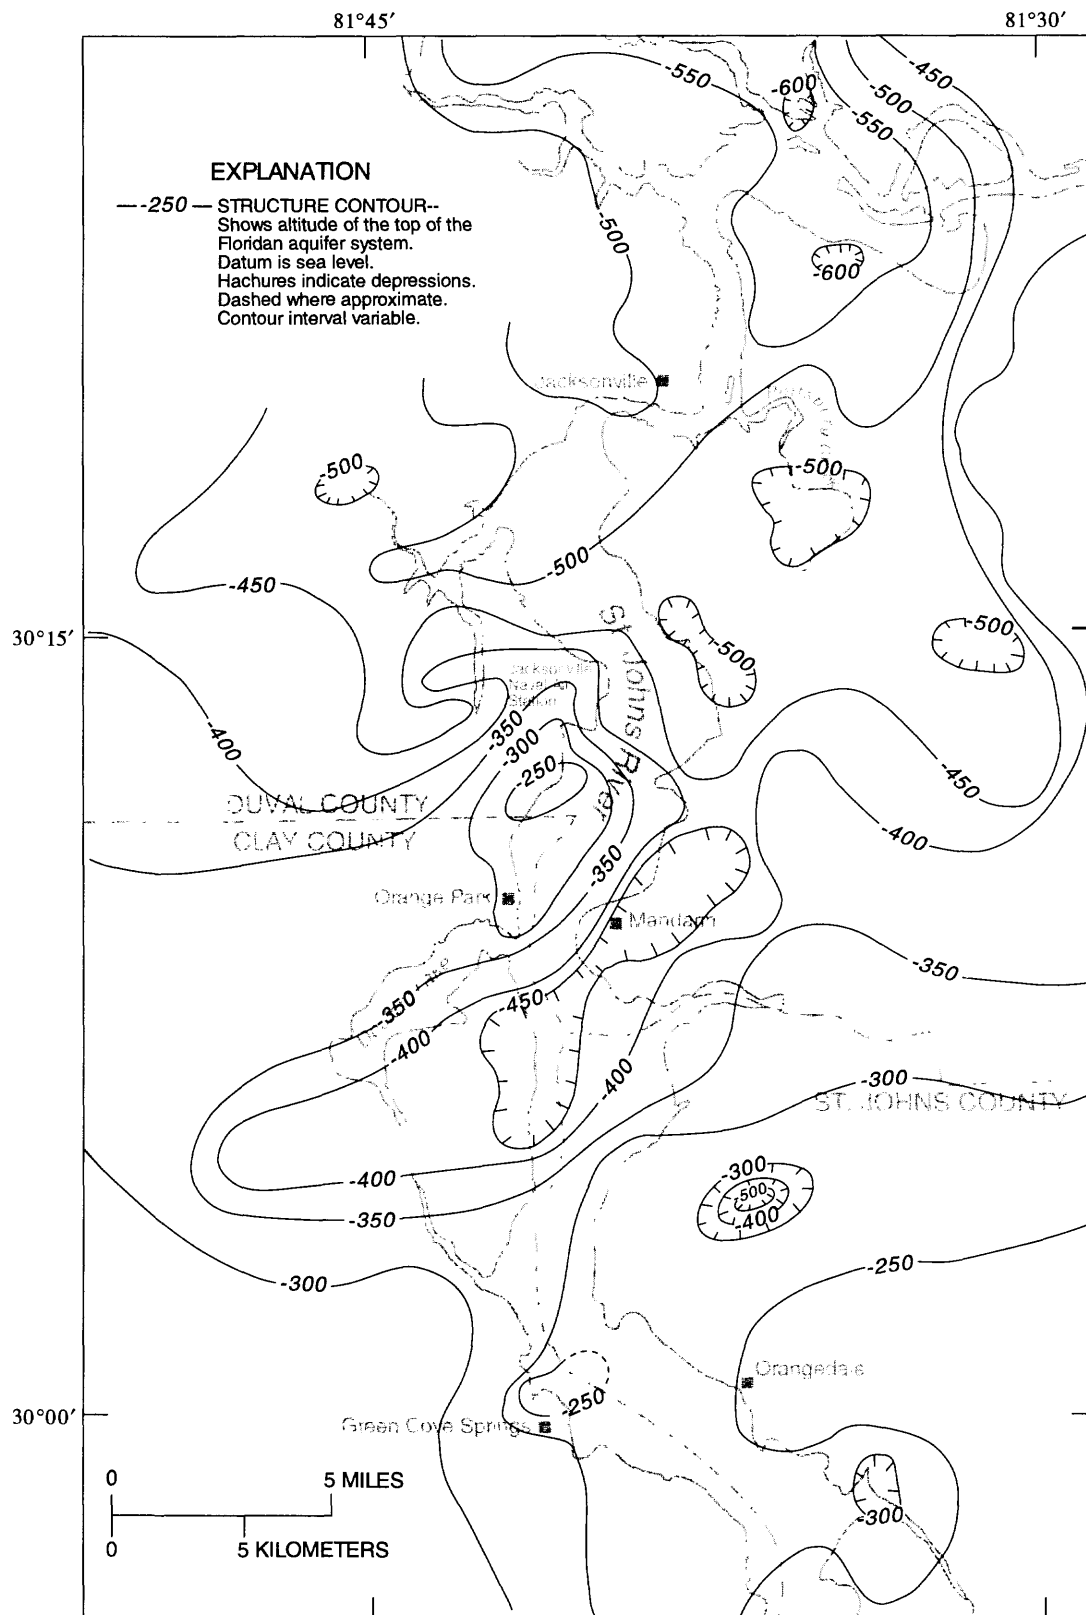 81°45′
81°30′
-550
-600
-450
-500
-550
EXPLANATION
—-250— STRUCTURE CONTOUR--
Shows altitude of the top of the
Floridan aquifer system.
Datum is sea level.
Hachures indicate depressions.
Dashed where approximate.
Contour interval variable.
-500
-600
Jacksonville
-500
-500
-500
-450
30°15′
-500
-500
Jacksonville
Naval Air
Station
St. Johns River
-400
-350
-300
-250
-450
DUVAL COUNTY
CLAY COUNTY
-400
-350
Orange Park
Mandarin
-350
-350
-450
-400
-400
-300
ST. JOHNS COUNTY
-400
-300
-500
-400
-350
-300
-250
Orangedale
-250
30°00′
Green Cove Springs
0 5 MILES
0 5 KILOMETERS
-300